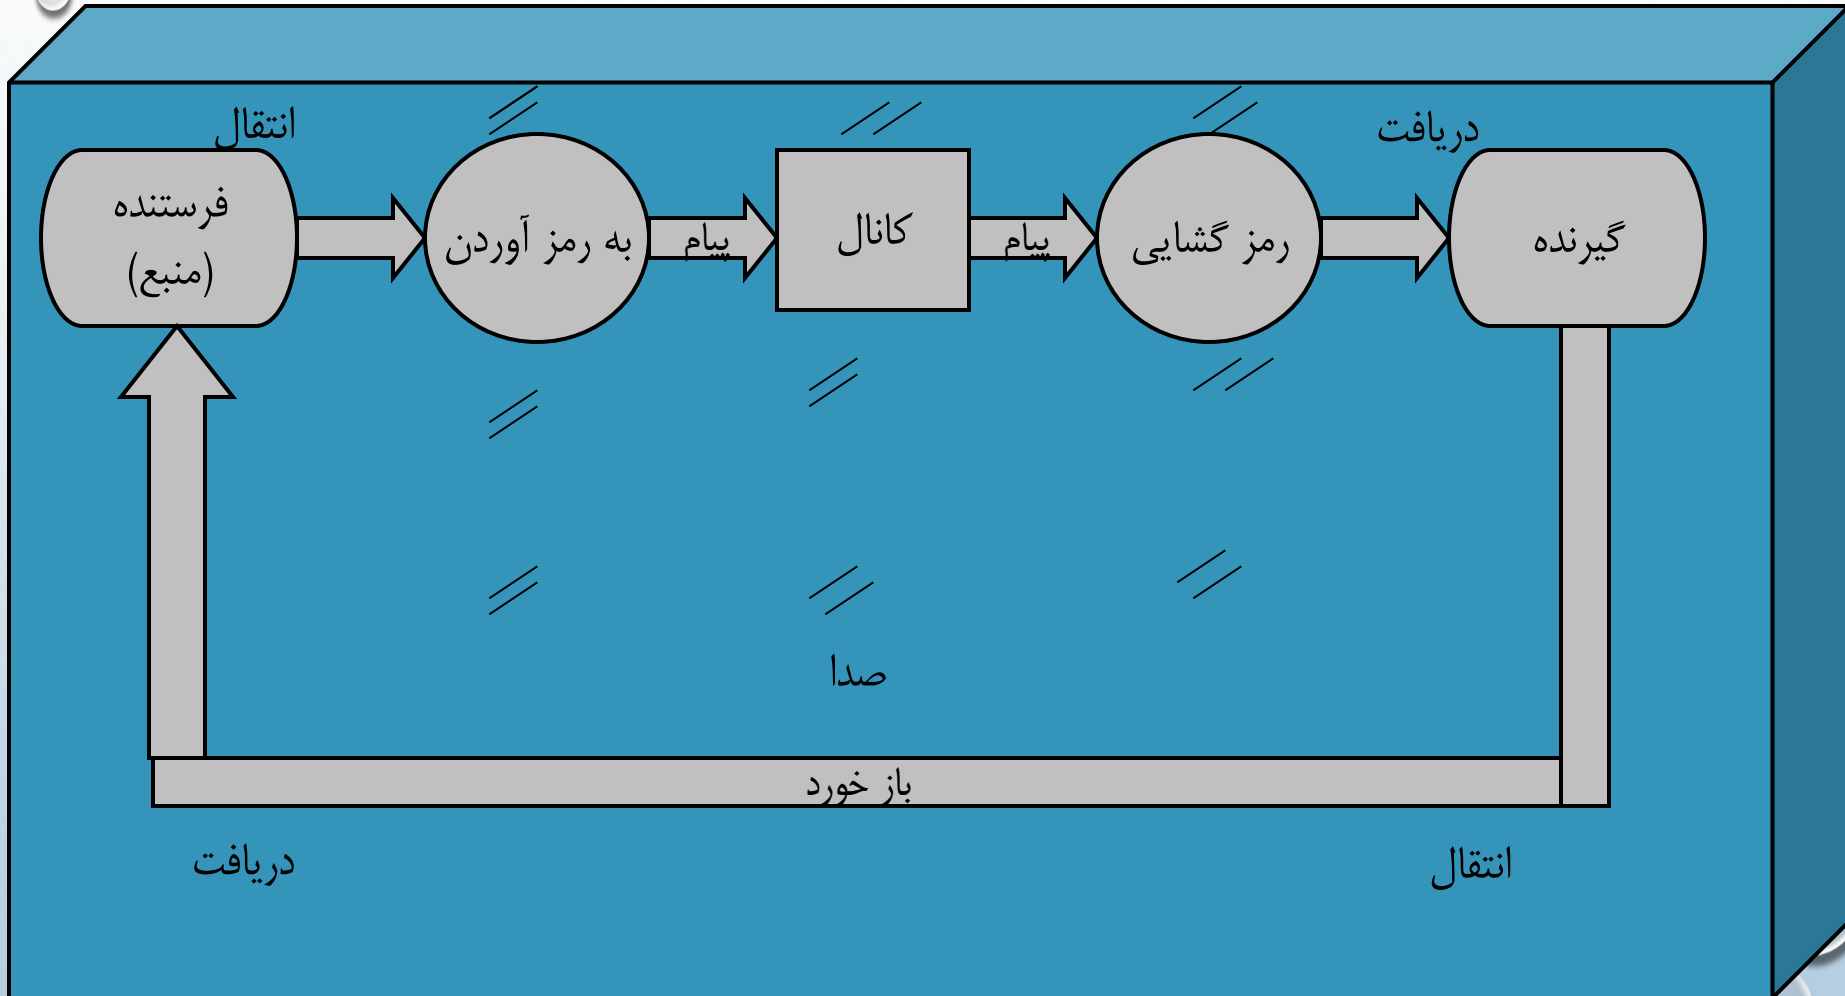 انتقال
دریافت
فرستنده
(منبع)
به رمز آوردن
پیام
کانال
پیام
رمز گشایی
گیرنده
صدا
باز خورد
دریافت
انتقال